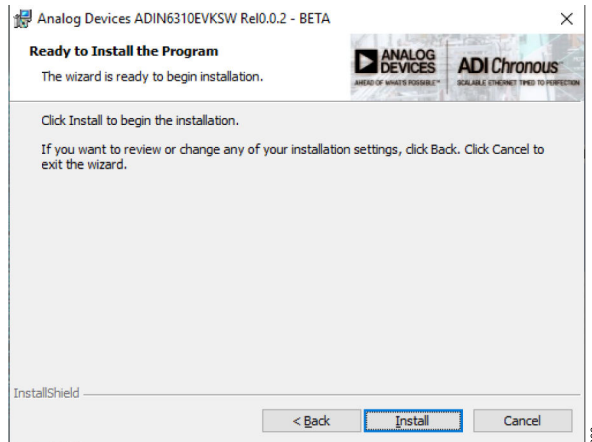 Analog Devices ADIN6310EVKSW Rel0.0.2 - BETA
Ready to Install the Program
The wizard is ready to begin installation.
ANALOG
DEVICES
AHEAD OF WHAT'S POSSIBLE™
ADI Chronous™
SCALABLE ETHERNET TIMED TO PERFECTION
Click Install to begin the installation.
If you want to review or change any of your installation settings, click Back. Click Cancel to
exit the wizard.
InstallShield
< Back
Install
Cancel